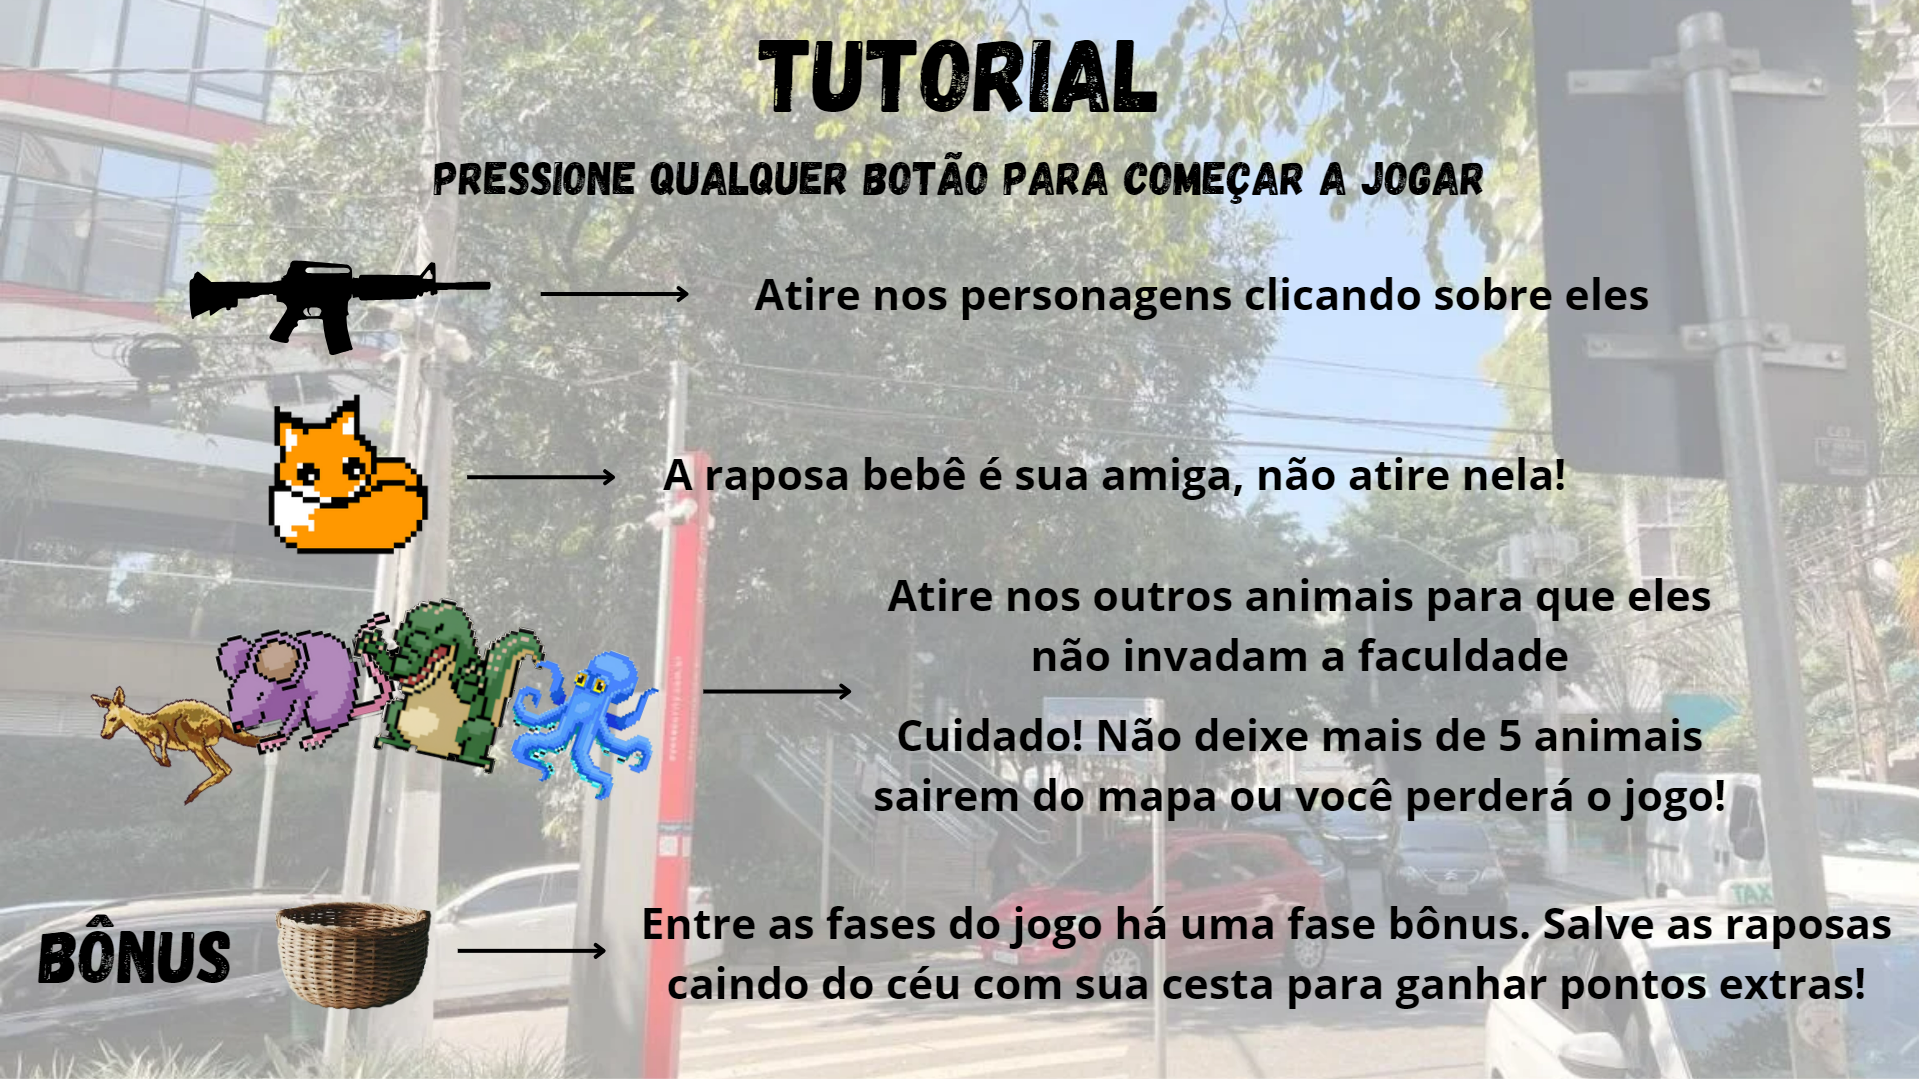 TUTORIAL
PRESSIONE QUALQUER BOTÃO PARA COMEÇAR A JOGAR
Atire nos personagens clicando sobre eles
A raposa bebê é sua amiga, não atire nela!
Atire nos outros animais para que eles
não invadam a faculdade
Cuidado! Não deixe mais de 5 animais
sairem do mapa ou você perderá o jogo!
BÔNUS
Entre as fases do jogo há uma fase bônus. Salve as raposas
caindo do céu com sua cesta para ganhar pontos extras!
TAXI